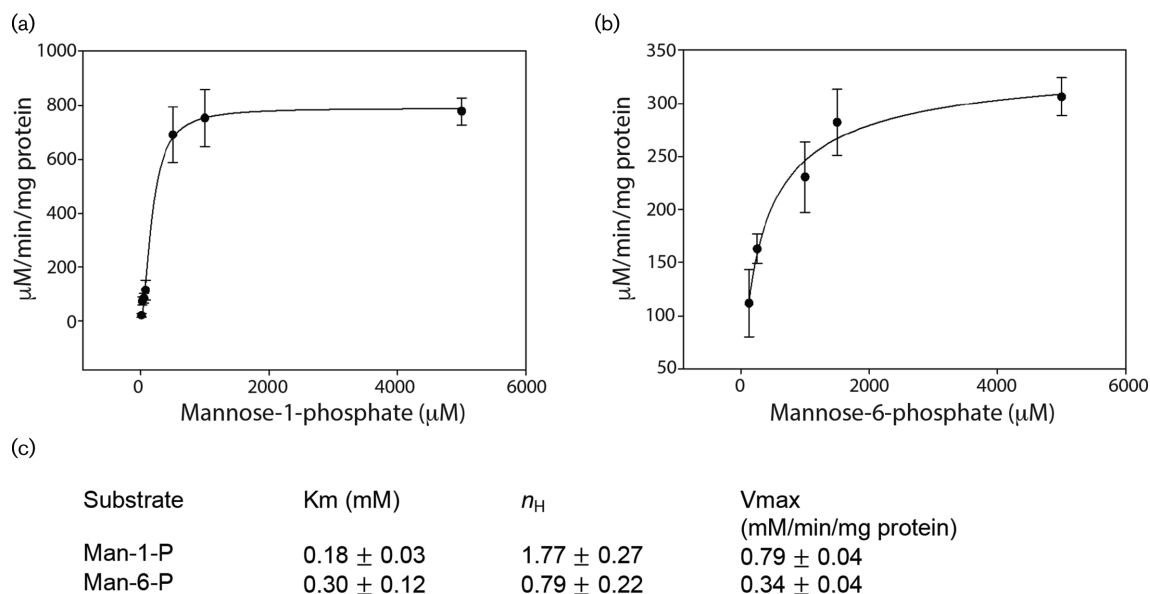 (a)
1000
800
600
400
200
0
μM/min/mg protein
0 2000 4000 6000
Mannose-1-phosphate (μM)
(b)
350
300
250
200
150
100
50
μM/min/mg protein
0 2000 4000 6000
Mannose-6-phosphate (μM)
(c)
Substrate Km (mM) nH Vmax
(mM/min/mg protein)
Man-1-P 0.18 ± 0.03 1.77 ± 0.27 0.79 ± 0.04
Man-6-P 0.30 ± 0.12 0.79 ± 0.22 0.34 ± 0.04